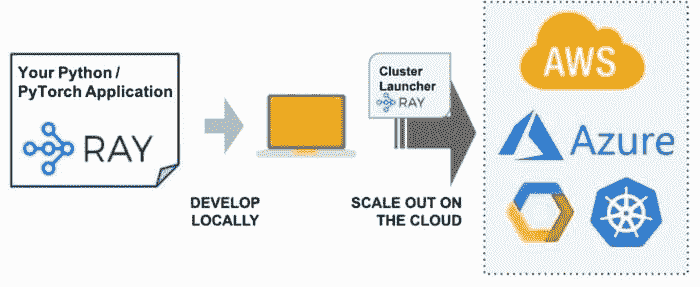 Your Python /
PyTorch Application
RAY
DEVELOP
LOCALLY
Cluster
Launcher
RAY
SCALE OUT ON
THE CLOUD
AWS
Azure